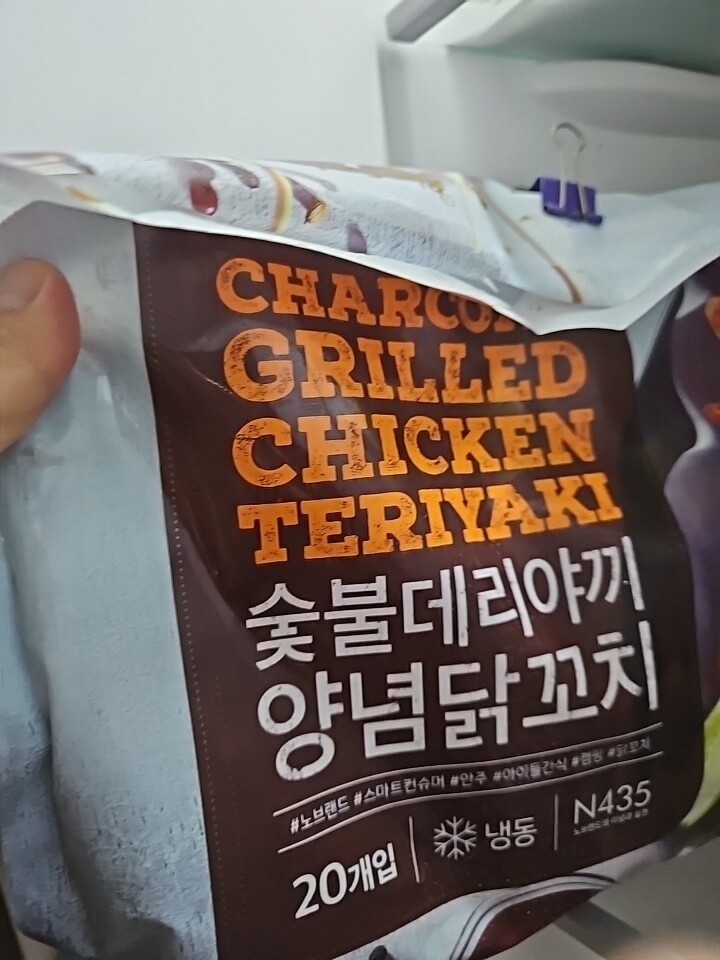 CHARCO
GRILLED
CHICKEN
TERIYAKI
숯불데리야끼
양념닭꼬치
#노브랜드 #스마트컨슈머 #안주 #아이들간식 #캠핑 #닭꼬치
20개입
냉동
N435